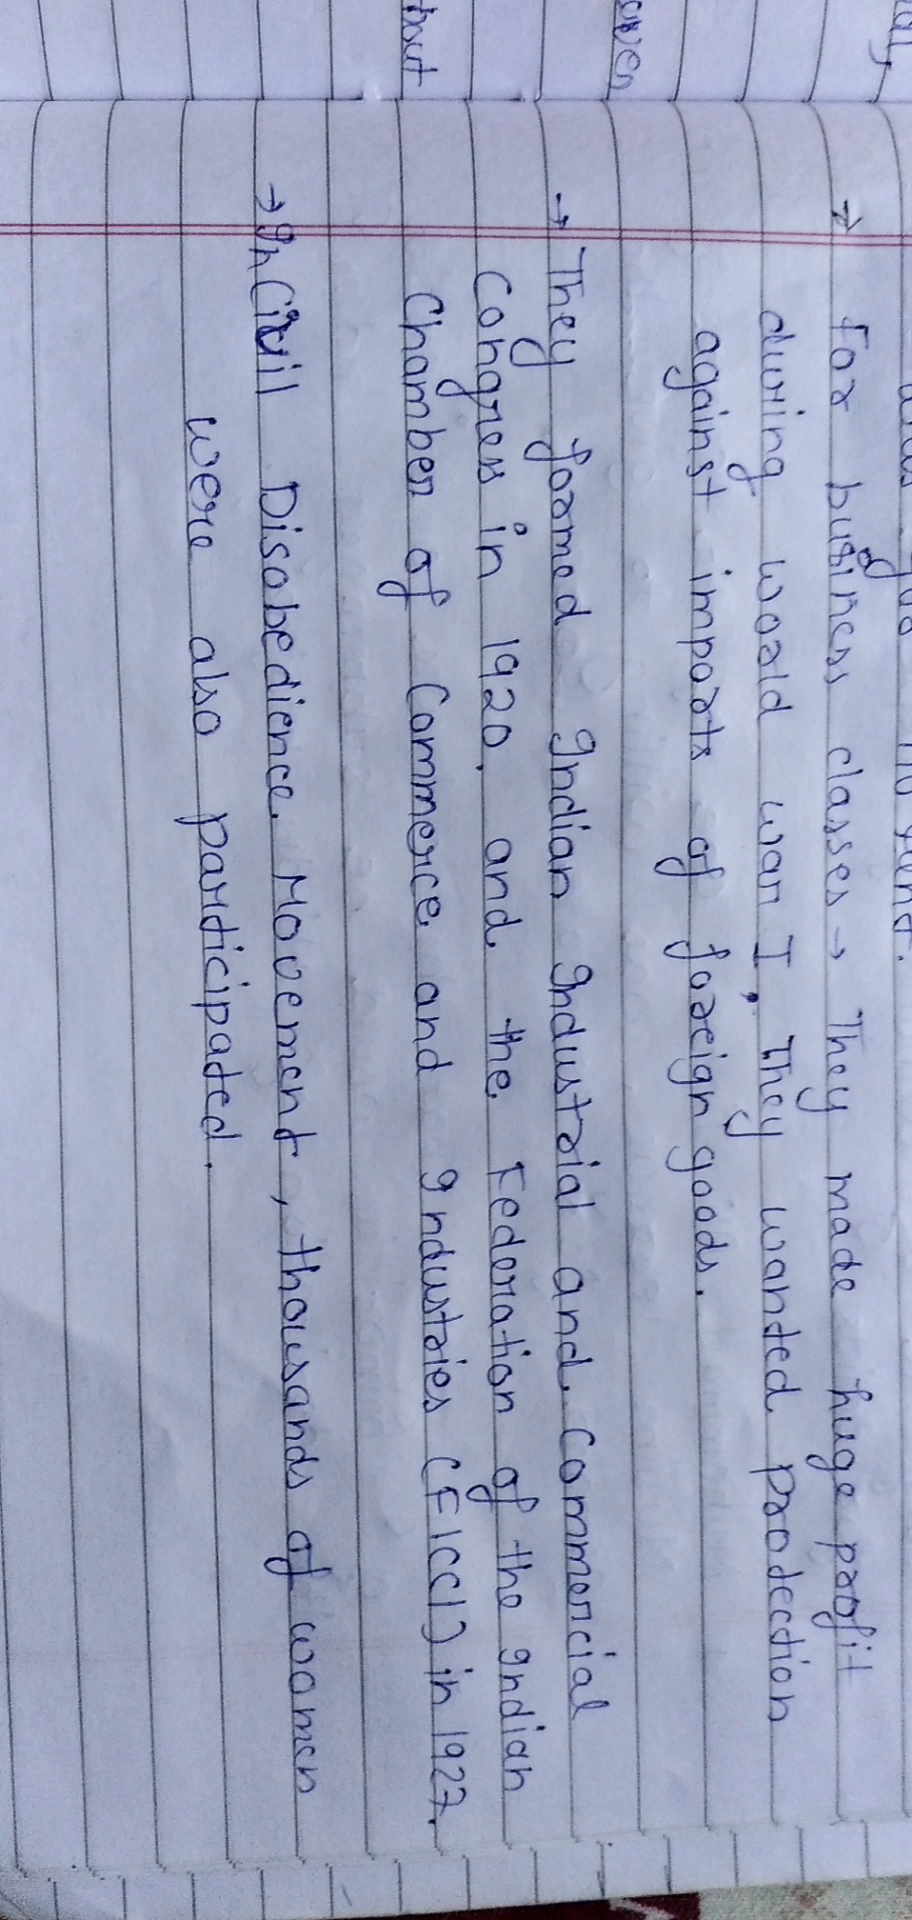 → For business classes → They made huge profit
during world war I, They wanted protection
against imports of foreign goods.
→ They formed Indian Industrial and Commercial
Congress in 1920, and the Federation of the Indian
Chamber of Commerce and Industries (FICCI) in 1927.
→ In Civil Disobedience Movement, thousands of women
were also participated.